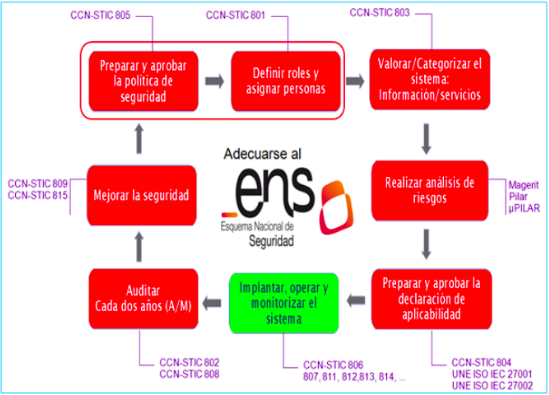 CCN-STIC 805
CCN-STIC 801
CCN-STIC 803
Preparar y aprobar
la política de
seguridad
Definir roles y
asignar personas
Valorar/Categorizar el
sistema:
Información/servicios
Adecuarse al
ens
Esquema Nacional de
Seguridad
CCN-STIC 809
CCN-STIC 815
Mejorar la seguridad
Realizar análisis de
riesgos
Magerit
Pilar
µPILAR
Auditar
Cada dos años (A/M)
Implantar, operar y
monitorizar el
sistema
Preparar y aprobar la
declaración de
aplicabilidad
CCN-STIC 802
CCN-STIC 808
CCN-STIC 806
807, 811, 812,813, 814, ...
CCN-STIC 804
UNE ISO IEC 27001
UNE ISO IEC 27002